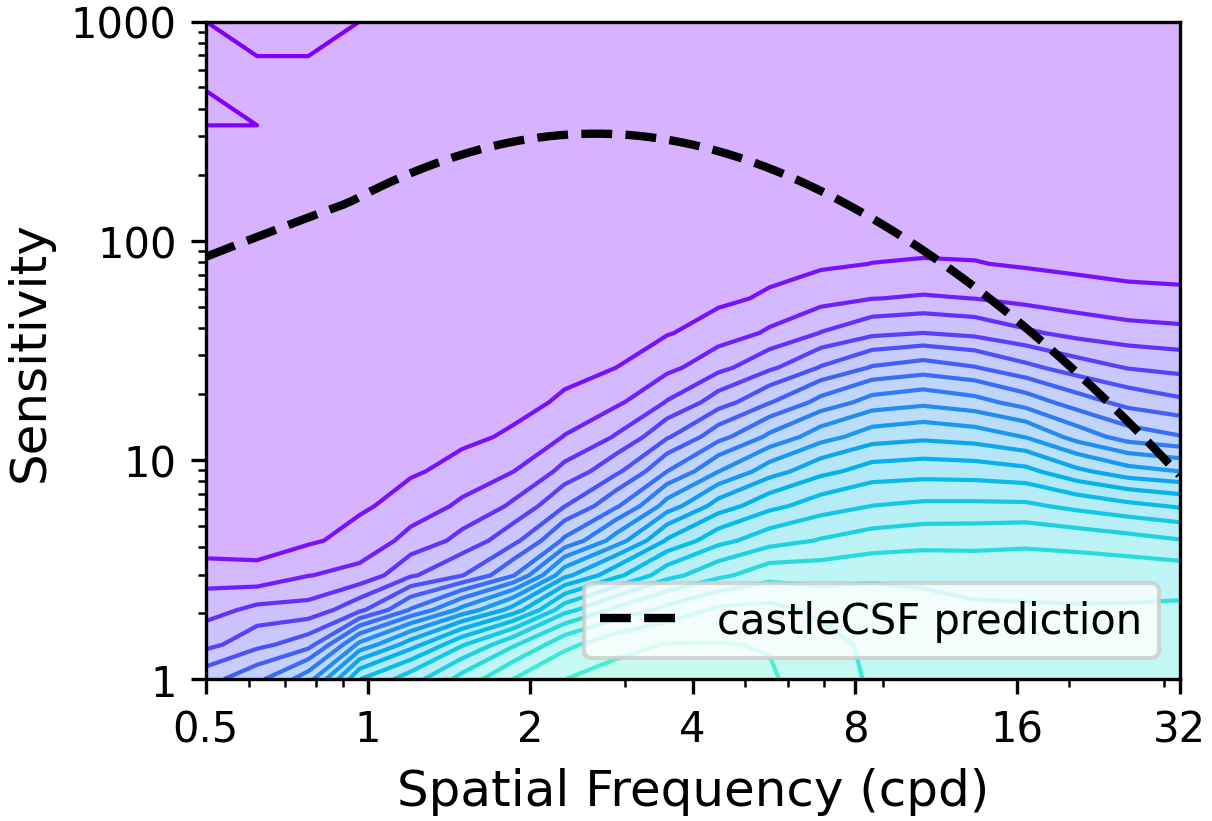 1000
100
10
1
Sensitivity
castleCSF prediction
0.5 1 2 4 8 16 32
Spatial Frequency (cpd)